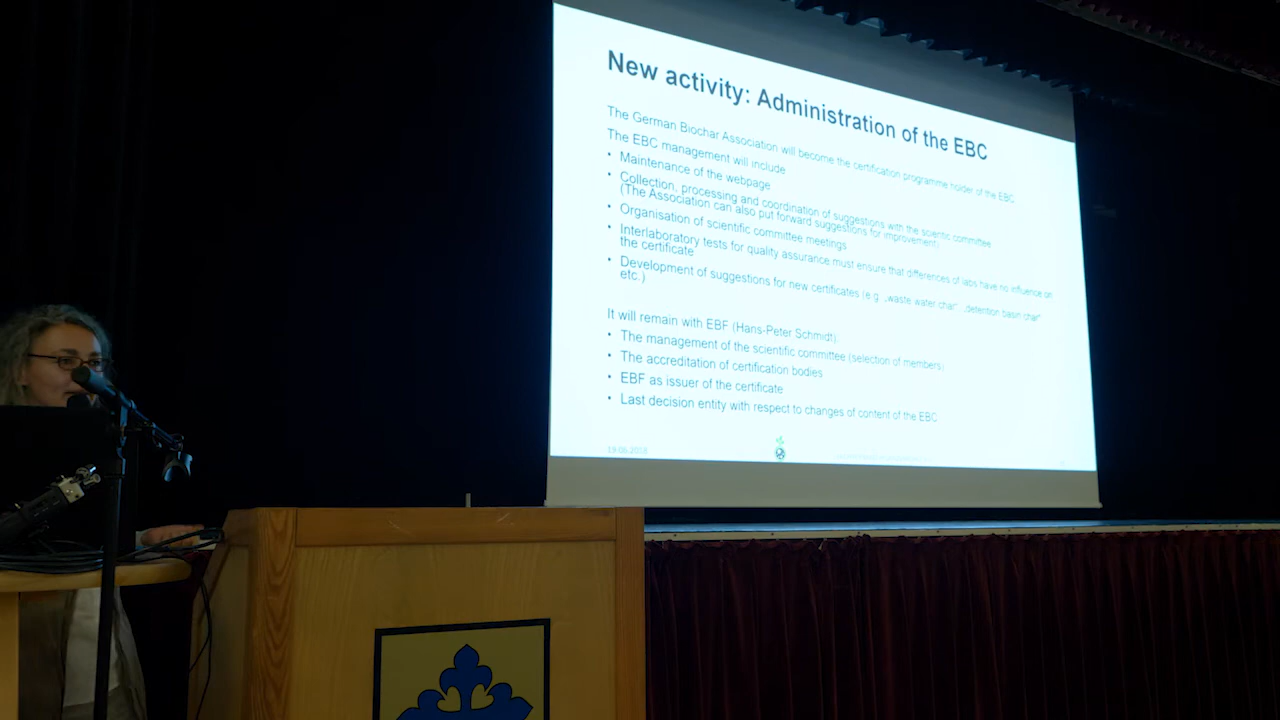 New activity: Administration of the EBC
The German Biochar Association will become the certification programme holder of the EBC
The EBC management will include
• Maintenance of the webpage
• Collection, processing and coordination of suggestions with the scientific committee
(The Association can also put forward suggestions for improvement)
• Organisation of scientific committee meetings
• Interlaboratory tests for quality assurance must ensure that differences of labs have no influence on
the certificate
• Development of suggestions for new certificates (e.g. „waste water char“ „detention basin char“
etc.)
It will remain with EBF (Hans-Peter Schmidt)
• The management of the scientific committee (selection of members)
• The accreditation of certification bodies
• EBF as issuer of the certificate
• Last decision entity with respect to changes of content of the EBC
19.06.2018